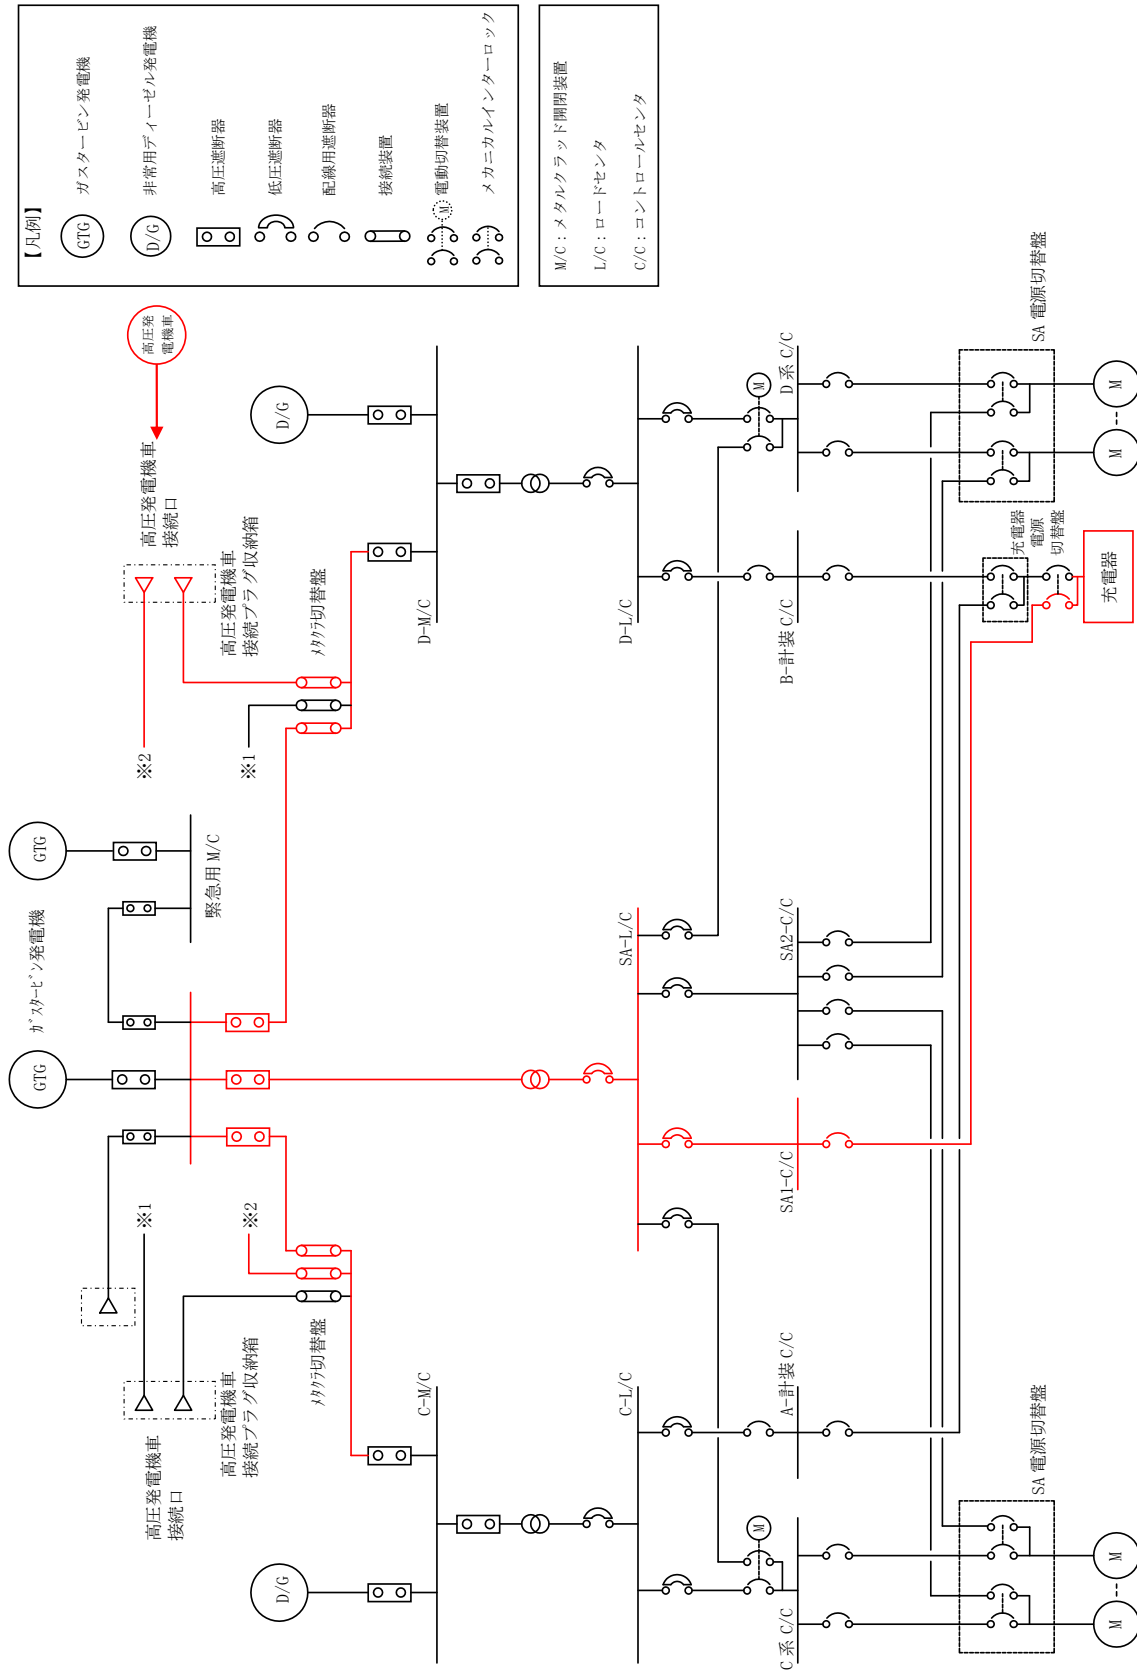 【凡例】
GTG
ガスタービン発電機
D/G
非常用ディーゼル発電機
高圧遮断器
低圧遮断器
配線用遮断器
接続装置
M
電動切替装置
メカニカルインターロック
M/C：メタルクラッド開閉装置
L/C：ロードセンタ
C/C：コントロールセンタ
ｶﾞｽﾀｰﾋﾞﾝ発電機
GTG
GTG
緊急用 M/C
高圧発
電機車
高圧発電機車
接続口
高圧発電機車
接続プラグ収納箱
※2
※1
ﾒﾀｸﾗ切替盤
D/G
D-M/C
D-L/C
M
D 系 C/C
B-計装 C/C
SA 電源切替盤
M
M
充電器
電源
切替盤
充電器
SA-L/C
SA2-C/C
SA1-C/C
※1
※2
高圧発電機車
接続口
高圧発電機車
接続プラグ収納箱
ﾒﾀｸﾗ切替盤
D/G
C-M/C
C-L/C
M
A-計装 C/C
C 系 C/C
SA 電源切替盤
M
M